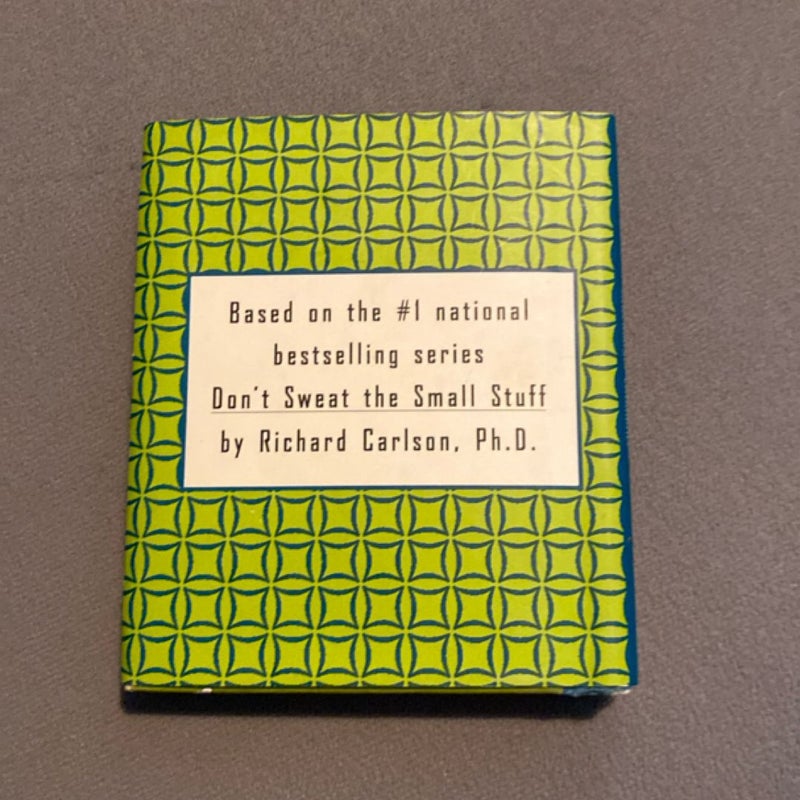 Based on the #1 national
bestselling series
Don't Sweat the Small Stuff
by Richard Carlson, Ph.D.